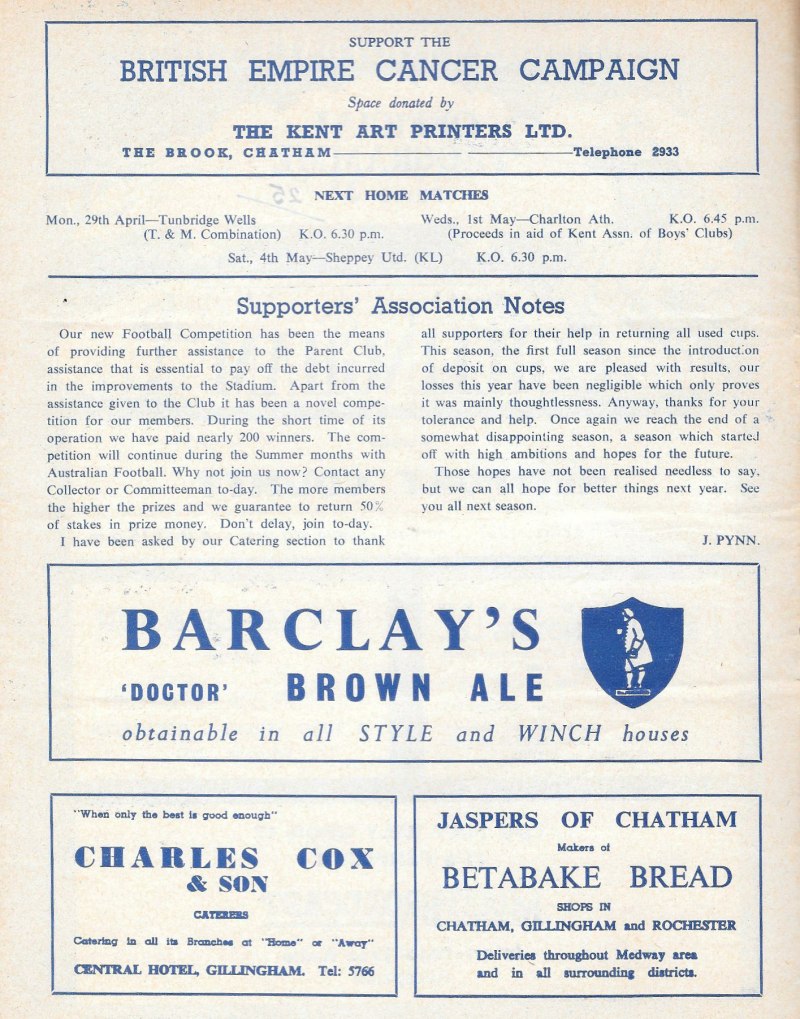 SUPPORT THE
BRITISH EMPIRE CANCER CAMPAIGN
Space donated by
THE KENT ART PRINTERS LTD.
THE BROOK, CHATHAM——————Telephone 2933
NEXT HOME MATCHES
Mon., 29th April—Tunbridge Wells
(T. & M. Combination) K.O. 6.30 p.m.
Weds., 1st May—Charlton Ath. K.O. 6.45 p.m.
(Proceeds in aid of Kent Assn. of Boys' Clubs)
Sat., 4th May—Sheppey Utd. (KL) K.O. 6.30 p.m.
Supporters' Association Notes
Our new Football Competition has been the means
of providing further assistance to the Parent Club,
assistance that is essential to pay off the debt incurred
in the improvements to the Stadium. Apart from the
assistance given to the Club it has been a novel compe-
tition for our members. During the short time of its
operation we have paid nearly 200 winners. The com-
petition will continue during the Summer months with
Australian Football. Why not join us now? Contact any
Collector or Committeeman to-day. The more members
the higher the prizes and we guarantee to return 50%
of stakes in prize money. Don't delay, join to-day.
I have been asked by our Catering section to thank
all supporters for their help in returning all used cups.
This season, the first full season since the introduction
of deposit on cups, we are pleased with results, our
losses this year have been negligible which only proves
it was mainly thoughtlessness. Anyway, thanks for your
tolerance and help. Once again we reach the end of a
somewhat disappointing season, a season which started
off with high ambitions and hopes for the future.
Those hopes have not been realised needless to say,
but we can all hope for better things next year. See
you all next season.
J. PYNN.
BARCLAY'S
'DOCTOR' BROWN ALE
obtainable in all STYLE and WINCH houses
"When only the best is good enough"
CHARLES COX
& SON
CATERERS
Catering in all its Branches at "Home" or "Away"
CENTRAL HOTEL, GILLINGHAM. Tel: 5766
JASPERS OF CHATHAM
Makers of
BETABAKE BREAD
SHOPS IN
CHATHAM, GILLINGHAM and ROCHESTER
Deliveries throughout Medway area
and in all surrounding districts.